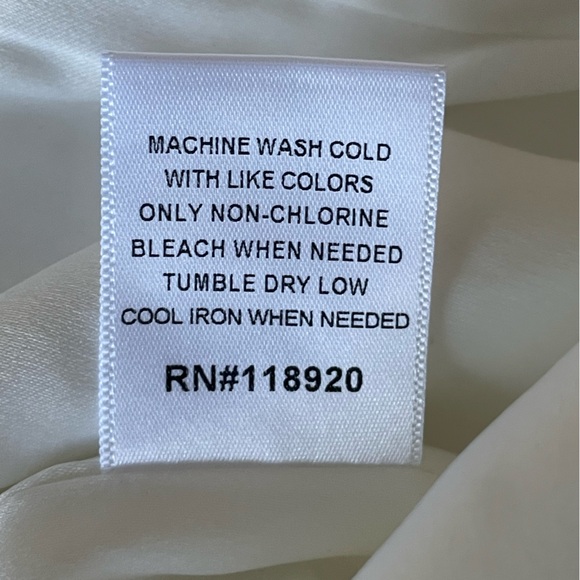 MACHINE WASH COLD
WITH LIKE COLORS
ONLY NON-CHLORINE
BLEACH WHEN NEEDED
TUMBLE DRY LOW
COOL IRON WHEN NEEDED
RN#118920